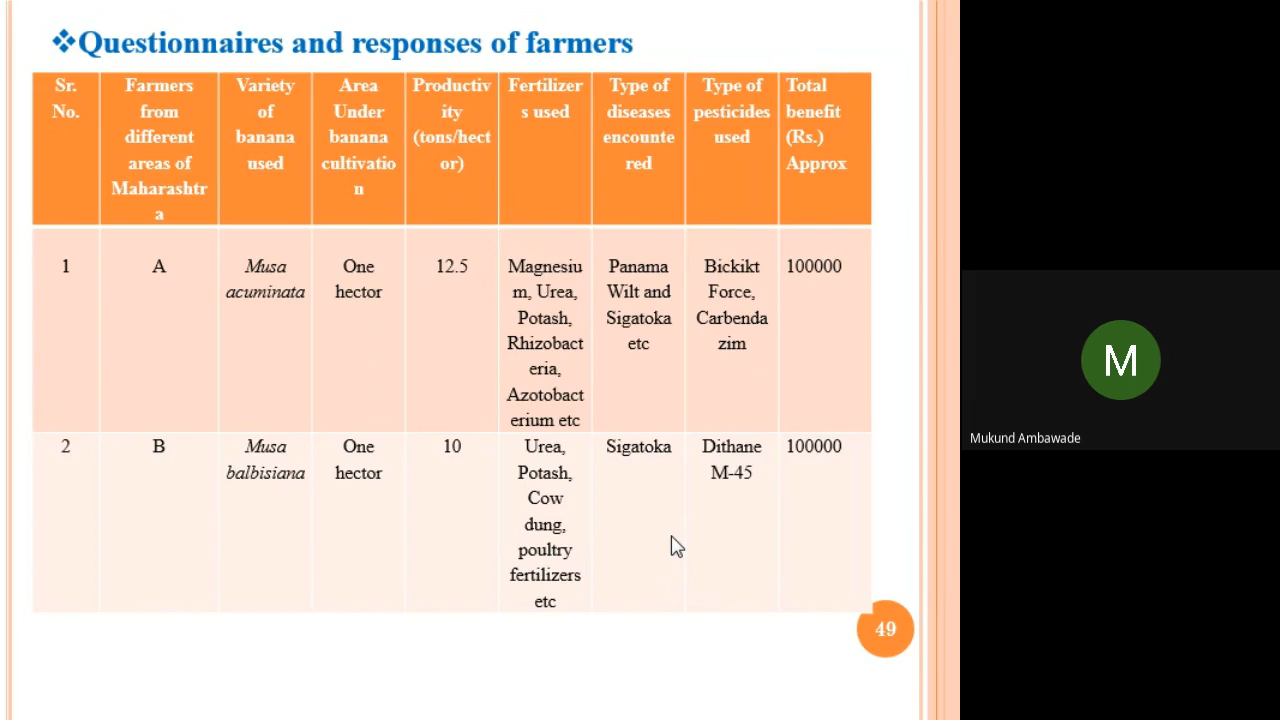 ❖Questionnaires and responses of farmers
Sr.
No.
Farmers
from
different
areas of
Maharashtr
a
Variety
of
banana
used
Area
Under
banana
cultivatio
n
Productiv
ity
(tons/hect
or)
Fertilizer
s used
Type of
diseases
encounte
red
Type of
pesticides
used
Total
benefit
(Rs.)
Approx
1
A
Musa
acuminata
One
hector
12.5
Magnesiu
m, Urea,
Potash,
Rhizobact
eria,
Azotobact
erium etc
Panama
Wilt and
Sigatoka
etc
Bickikt
Force,
Carbenda
zim
100000
2
B
Musa
balbisiana
One
hector
10
Urea,
Potash,
Cow
dung,
poultry
fertilizers
etc
Sigatoka
Dithane
M-45
100000
49
M
Mukund Ambawade